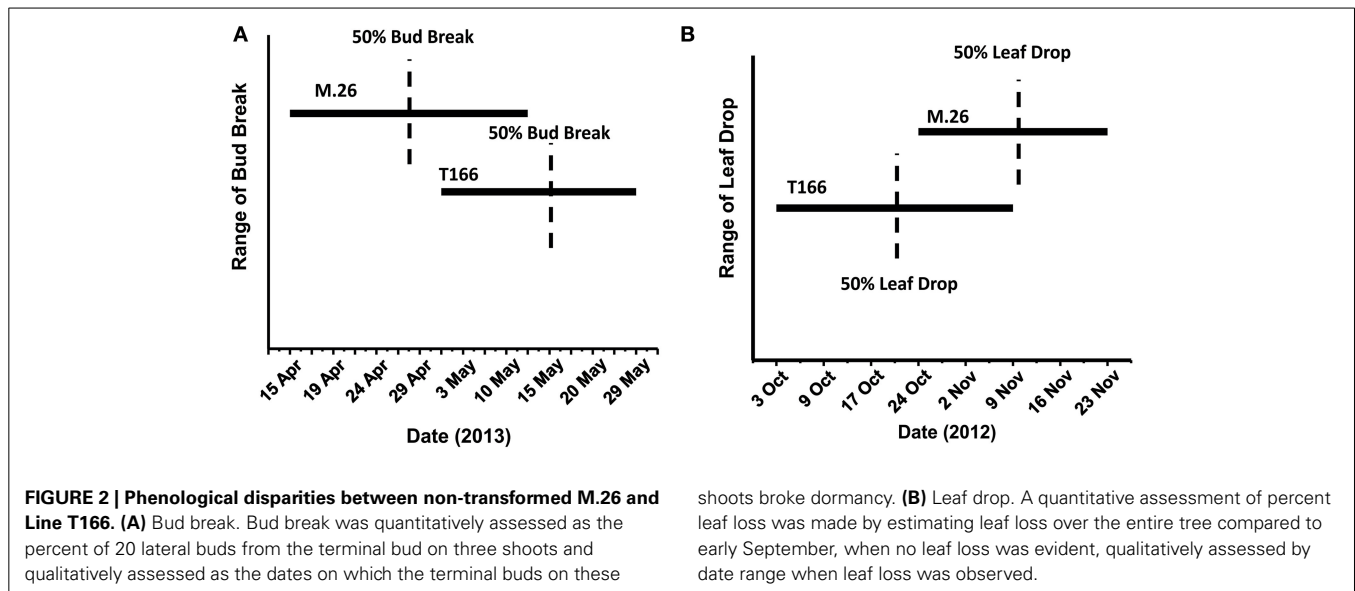 A
50% Bud Break
M.26
50% Bud Break
T166
Range of Bud Break
15 Apr
19 Apr
24 Apr
29 Apr
3 May
10 May
15 May
20 May
29 May
Date (2013)
B
50% Leaf Drop
M.26
T166
50% Leaf Drop
Range of Leaf Drop
3 Oct
9 Oct
17 Oct
24 Oct
2 Nov
9 Nov
16 Nov
23 Nov
Date (2012)
FIGURE 2 | Phenological disparities between non-transformed M.26 and
Line T166. (A) Bud break. Bud break was quantitatively assessed as the
percent of 20 lateral buds from the terminal bud on three shoots and
qualitatively assessed as the dates on which the terminal buds on these
shoots broke dormancy. (B) Leaf drop. A quantitative assessment of percent
leaf loss was made by estimating leaf loss over the entire tree compared to
early September, when no leaf loss was evident, qualitatively assessed by
date range when leaf loss was observed.